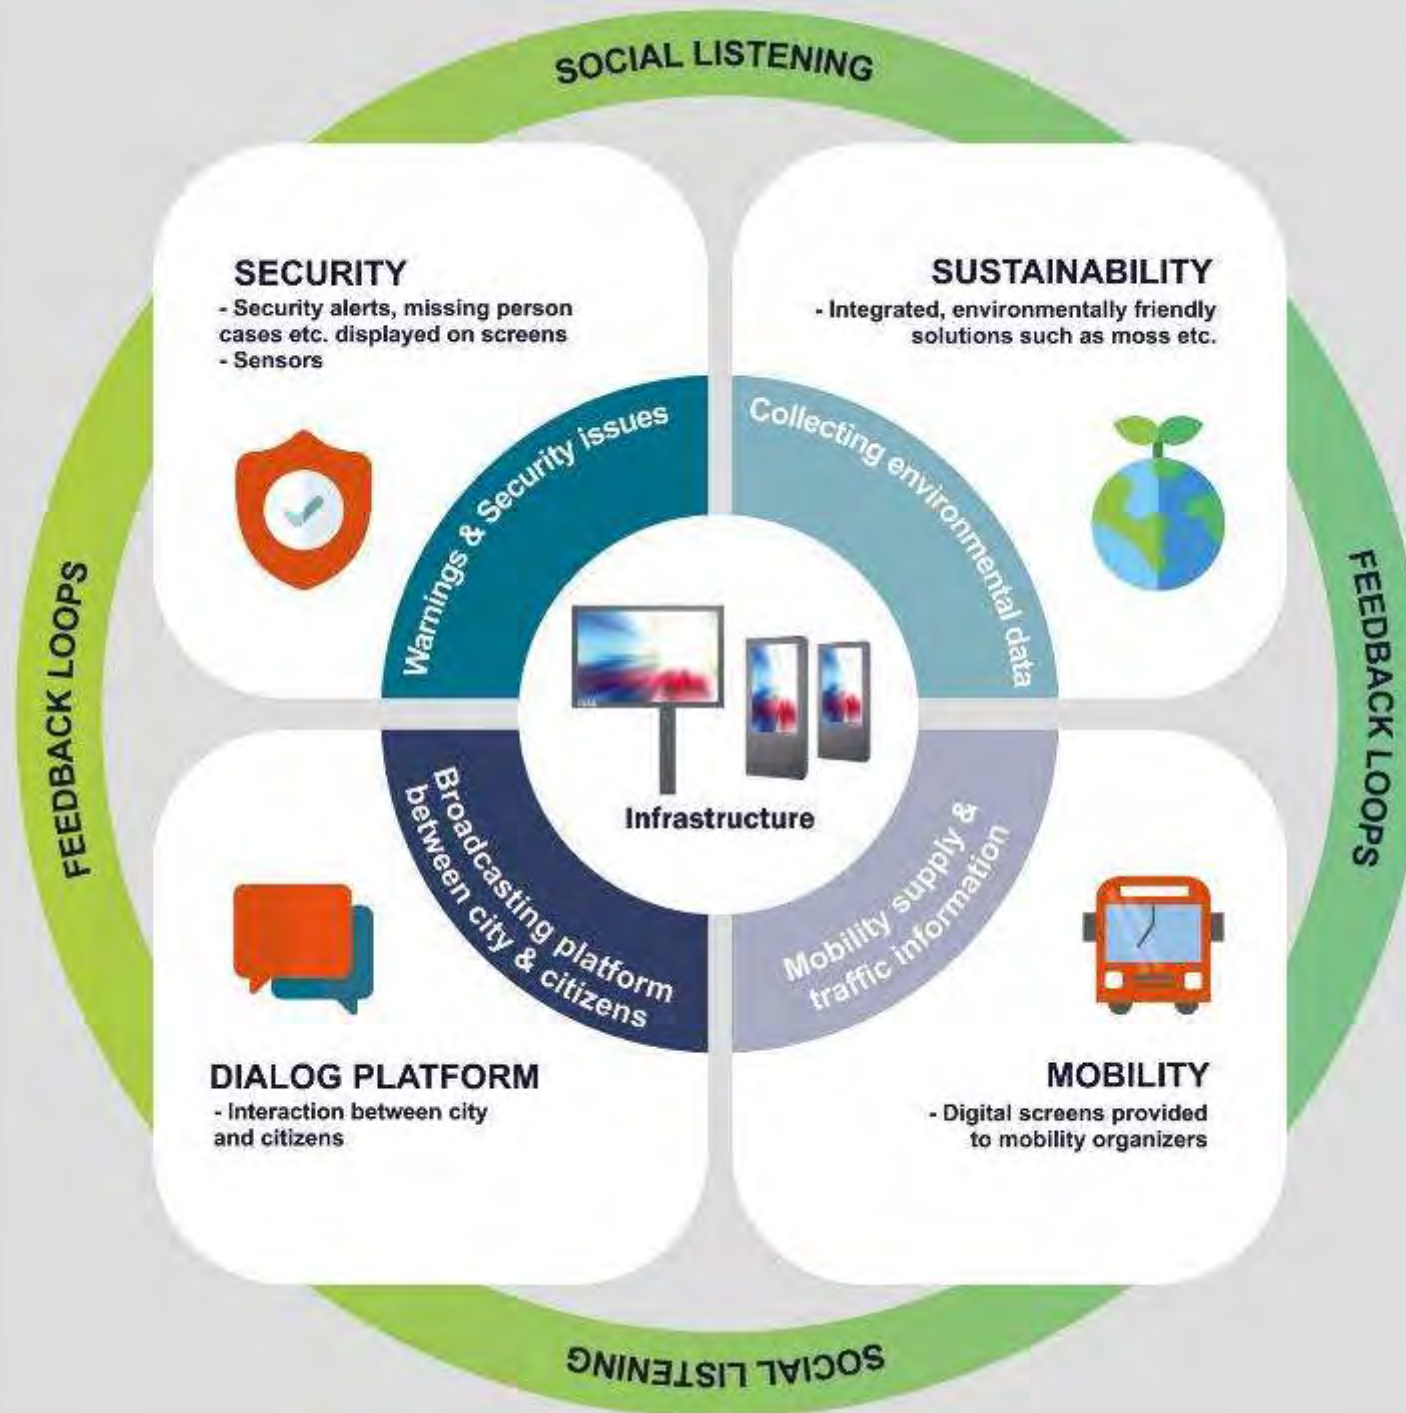 SOCIAL LISTENING
SECURITY
- Security alerts, missing person
cases etc. displayed on screens
- Sensors
SUSTAINABILITY
- Integrated, environmentally friendly
solutions such as moss etc.
Warnings & Security issues
Collecting environmental data
FEEDBACK LOOPS
FEEDBACK LOOPS
Infrastructure
Broadcasting platform
between city & citizens
Mobility supply &
traffic information
DIALOG PLATFORM
- Interaction between city
and citizens
MOBILITY
- Digital screens provided
to mobility organizers
SOCIAL LISTENING